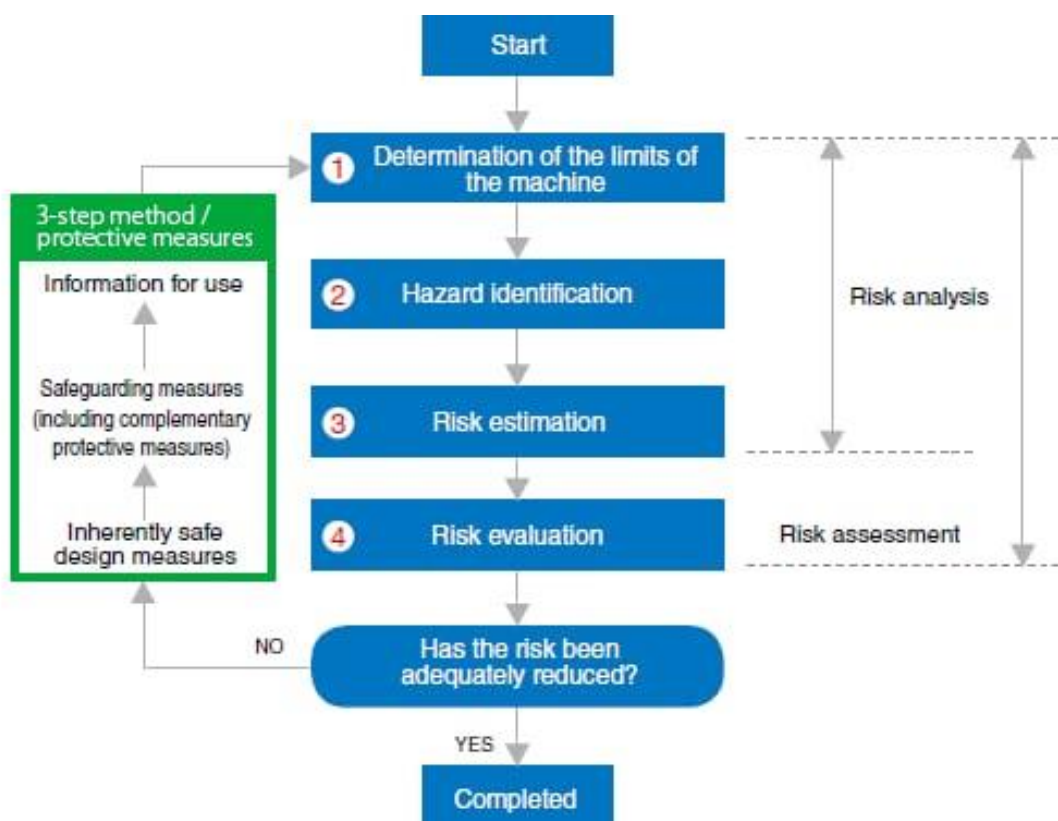 Start
1
Determination of the limits of
the machine
3-step method /
protective measures
Information for use
Safeguarding measures
(including complementary
protective measures)
Inherently safe
design measures
2
Hazard identification
Risk analysis
3
Risk estimation
4
Risk evaluation
Risk assessment
NO
Has the risk been
adequately reduced?
YES
Completed